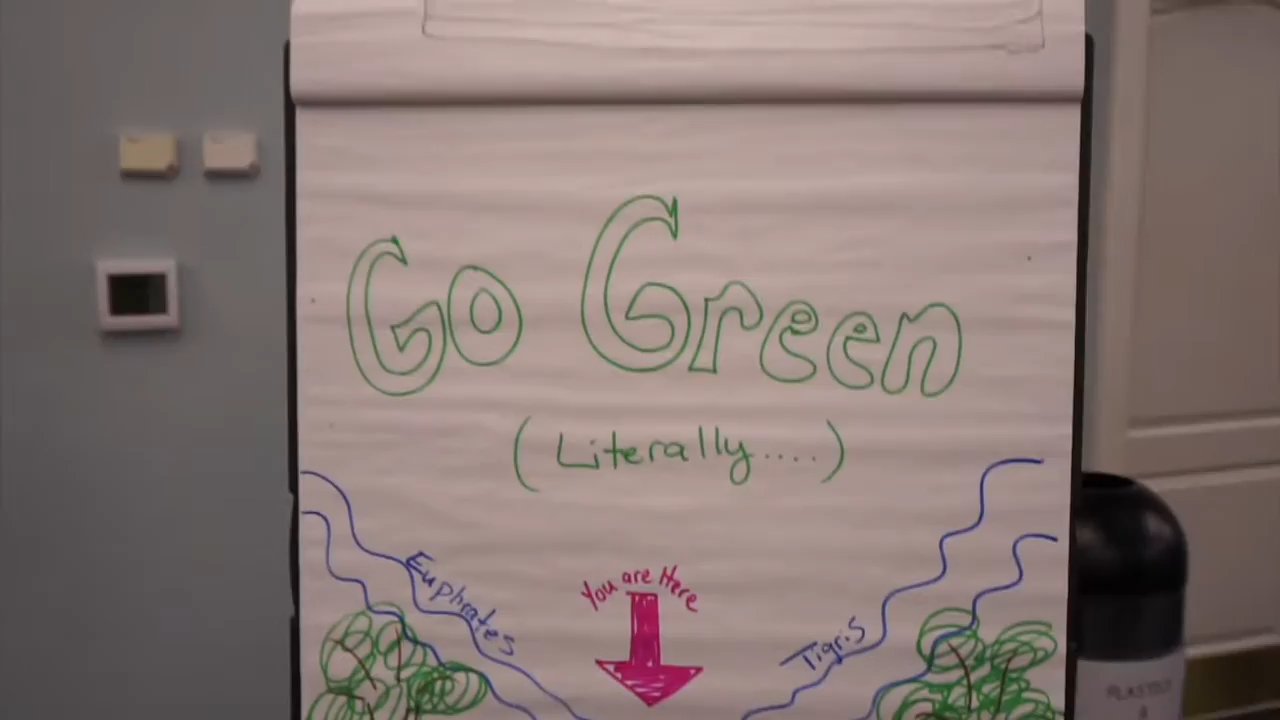 Go Green
(Literally....)
You are Here
Euphrates
Tigris